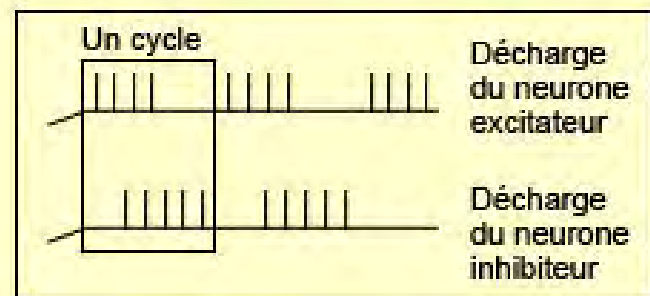 Un cycle
Décharge
du neurone
excitateur
Décharge
du neurone
inhibiteur